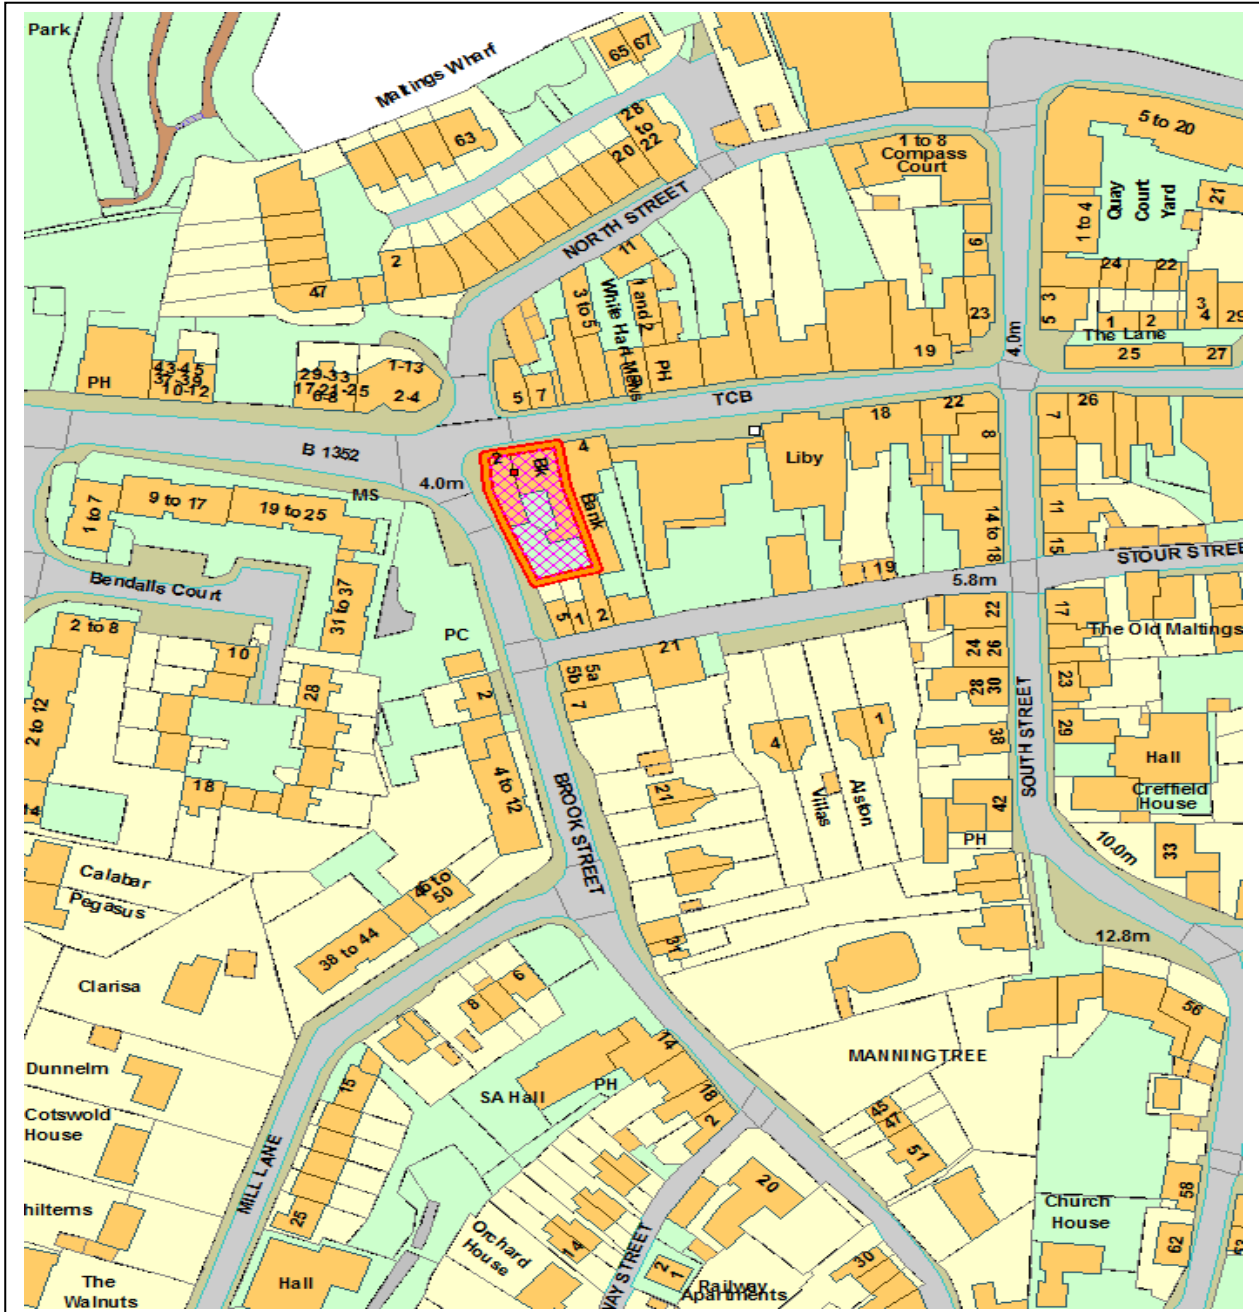 Park
Maltings Wharf
65
67
63
28
to
20
22
1 to 8
Compass
Court
5 to 20
Quay
Court
Yard
1 to 4
21
NORTH STREET
11
6
24
22
2
47
3 to 5
White Hart Mews
1 and 2
23
5
3
1
2
3
4
29
The Lane
4.0m
25
27
19
PH
43-45
10-12
29-33
17
21-25
6-8
1-13
2-4
PH
5
7
TCB
B 1352
18
22
8
7
26
2
Bk
4
Liby
4.0m
MS
Bank
9 to 17
19 to 25
1 to 7
14 to 18
11
15
STOUR STREET
Bendalls Court
31 to 37
19
5.8m
2 to 8
PC
5
1
2
22
17
The Old Maltings
10
21
24
26
5a
5b
7
28
2
28
30
23
2 to 12
4
1
38
29
SOUTH STREET
Hall
Creffield
House
18
4 to 12
BROOK STREET
21
Villas
Alston
42
14
PH
10.0m
33
Calabar
Pegasus
46 to
50
38 to 44
31
12.8m
Clarisa
6
8
56
MANNINGTREE
14
Dunnelm
15
SA Hall
PH
18
2
Cotswold
House
45
47
51
MILL LANE
20
58
hilterns
25
Orchard
House
14
Church
House
62
53
The
Walnuts
Hall
WAY STREET
2
1
Railway
Apartments
30